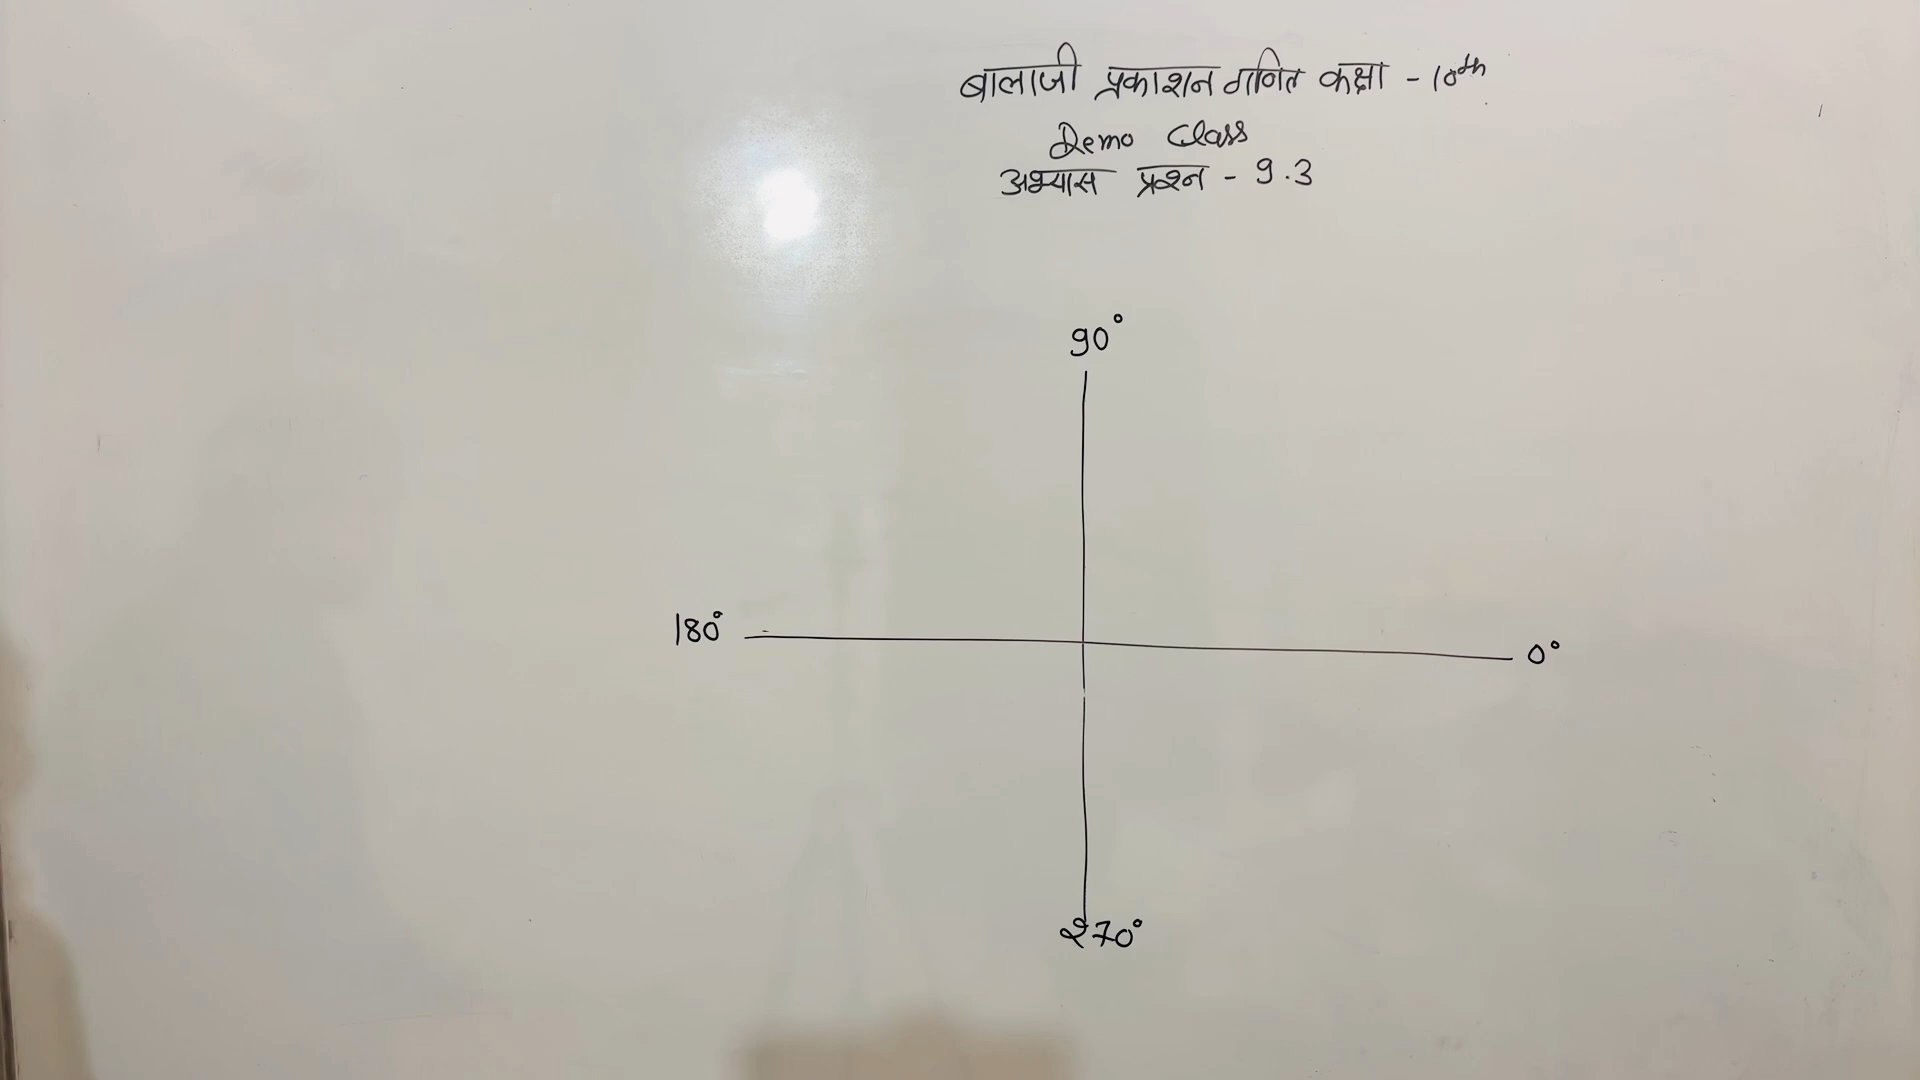 बालाजी प्रकाशन गणित कक्षा - 10th
Demo Class
अभ्यास प्रश्न - 9.3
90°
180°
0°
270°